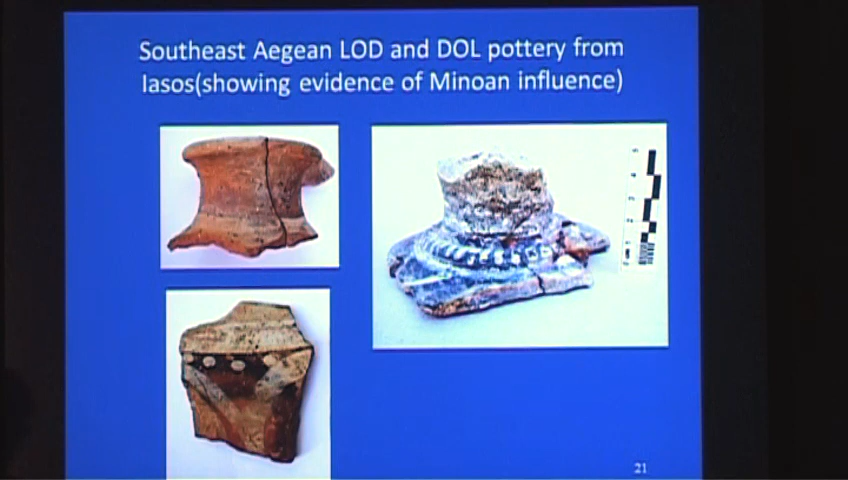 Southeast Aegean LOD and DOL pottery from
Iasos(showing evidence of Minoan influence)
21